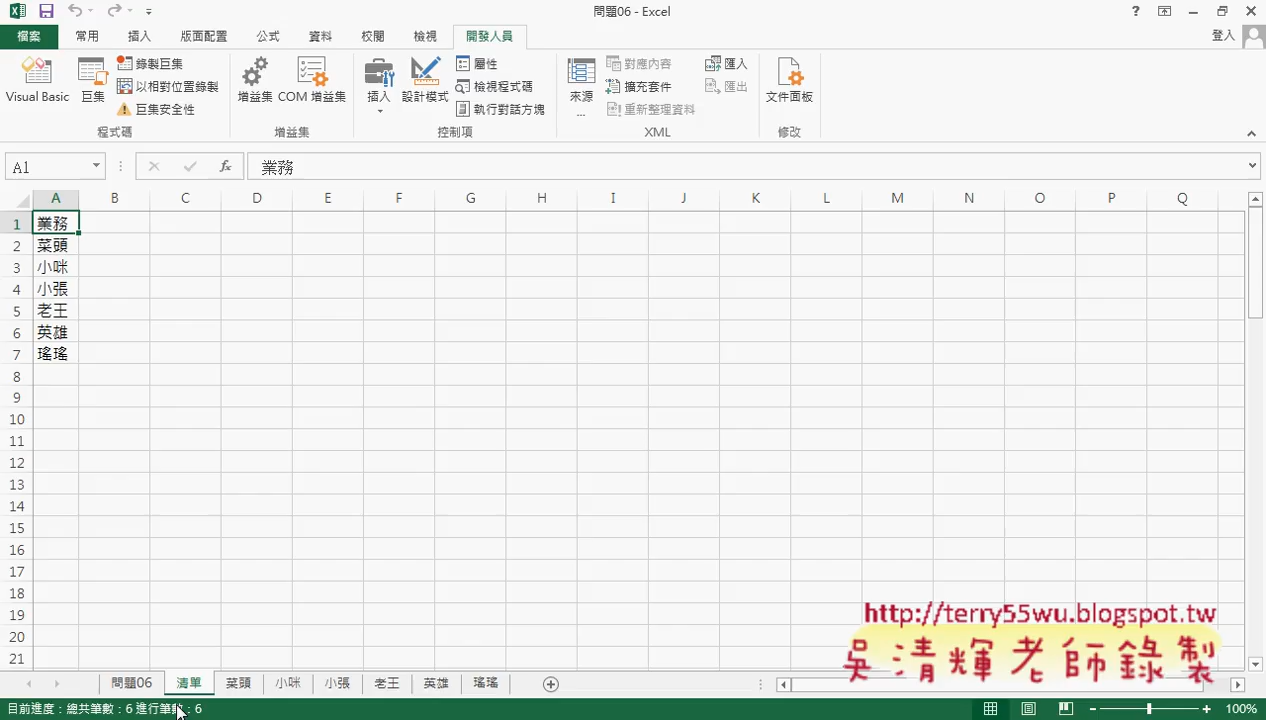 問題06 - Excel
檔案 常用 插入 版面配置 公式 資料 校閱 檢視 開發人員 登入
Visual Basic 巨集 錄製巨集 以相對位置錄製 巨集安全性 程式碼
增益集 COM 增益集 增益集
插入 設計模式 屬性 檢視程式碼 執行對話方塊 控制項
來源 ... 對應內容 擴充套件 重新整理資料 匯入 匯出 XML
文件面板 修改
A1 fx 業務
A B C D E F G H I J K L M N O P Q
1 業務
2 菜頭
3 小咪
4 小張
5 老王
6 英雄
7 瑤瑤
8
9
10
11
12
13
14
15
16
17
18
19
20
21
http://terry55wu.blogspot.tw
吳清輝老師錄製
問題06 清單 菜頭 小咪 小張 老王 英雄 瑤瑤
目前進度：總共筆數：6 進行筆數：6 100%